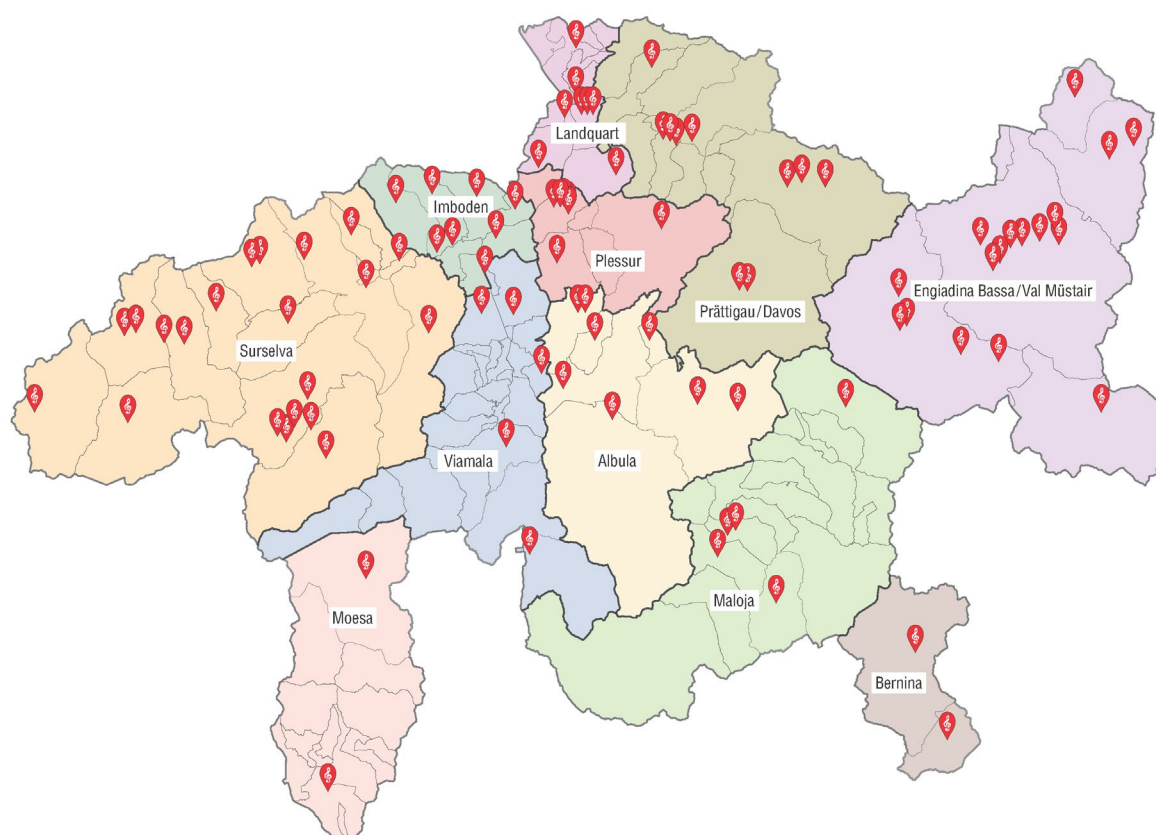 Landquart
Imboden
Plessur
Engiadina Bassa/Val Müstair
Prättigau/Davos
Surselva
Viamala
Albula
Maloja
Moesa
Bernina